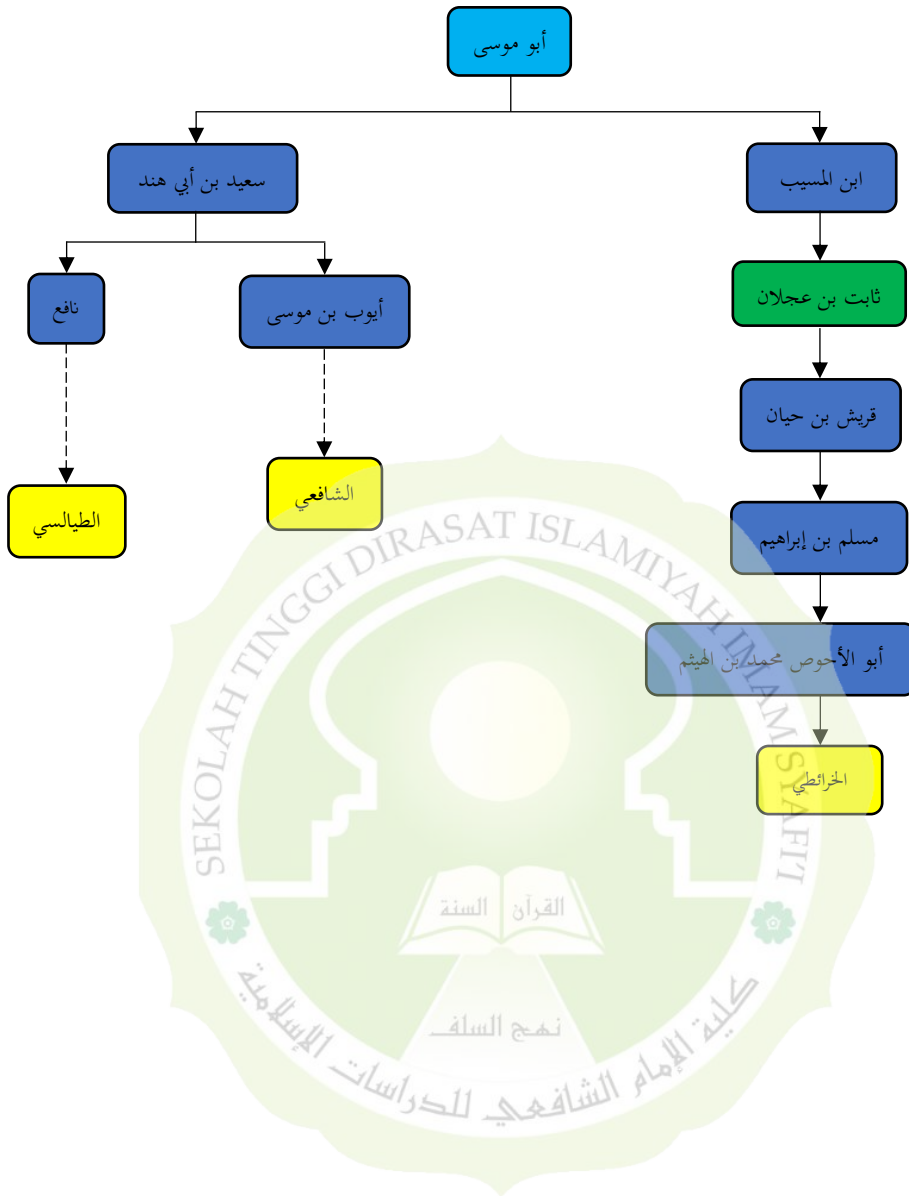 أبو موسى
ابن المسيب
سعيد بن أبي هند
ثابت بن عجلان
أيوب بن موسى
نافع
قريش بن حيان
الشافعي
الطيالسي
مسلم بن إبراهيم
أبو الأحوص محمد بن الهيثم
الخرائطي
SEKOLAH TINGGI DIRASAT ISLAMIYAH IMAM SYAFI'I
القرآن السنة
نهج السلف
كلية الإمام الشافعي للدراسات الإسلامية